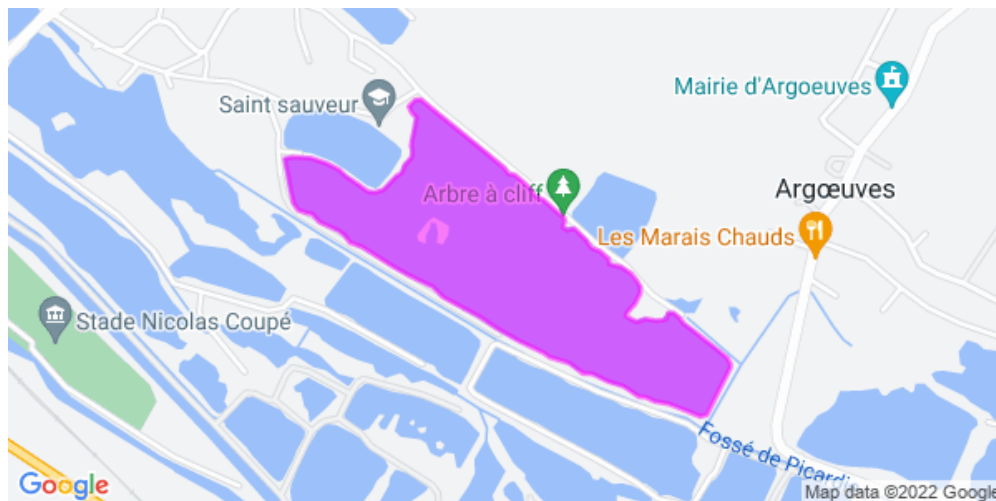 Mairie d'Argoeuves
Saint sauveur
Arbre à cliff
Argœuves
Les Marais Chauds
Stade Nicolas Coupé
Fossé de Picardie
Google
Map data ©2022 Google